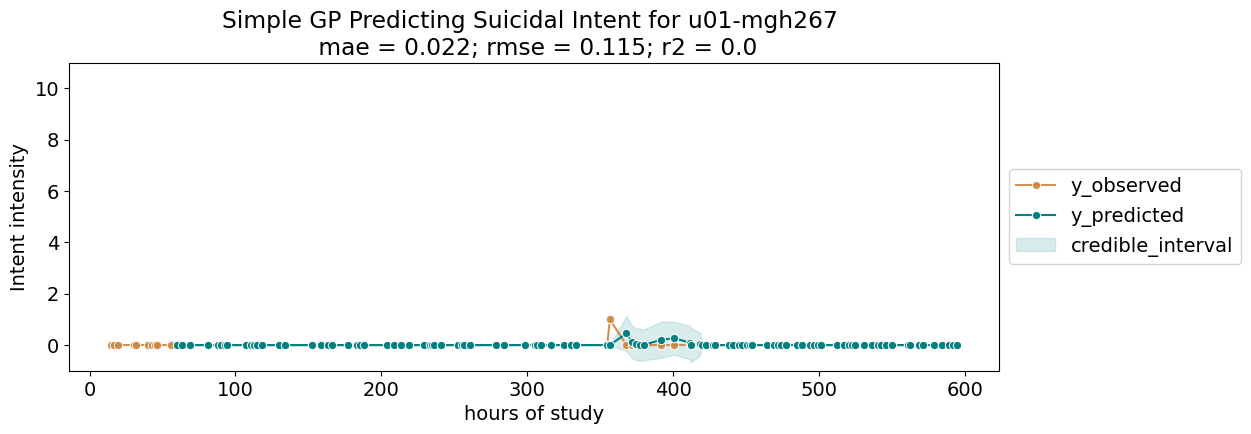 Simple GP Predicting Suicidal Intent for u01-mgh267
mae = 0.022; rmse = 0.115; r2 = 0.0
Intent intensity
10
8
6
4
2
0
0 100 200 300 400 500 600
hours of study
y_observed
y_predicted
credible_interval